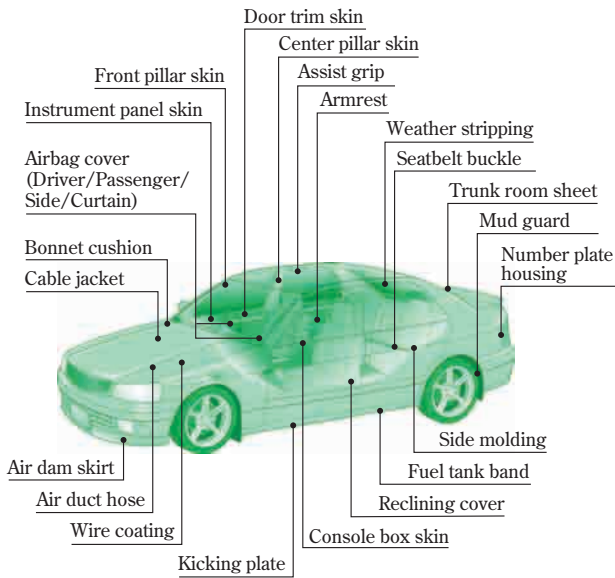 Door trim skin
Center pillar skin
Front pillar skin
Assist grip
Instrument panel skin
Armrest
Airbag cover
(Driver/Passenger/
Side/Curtain)
Weather stripping
Seatbelt buckle
Trunk room sheet
Mud guard
Bonnet cushion
Number plate
housing
Cable jacket
Side molding
Air dam skirt
Fuel tank band
Air duct hose
Reclining cover
Wire coating
Console box skin
Kicking plate